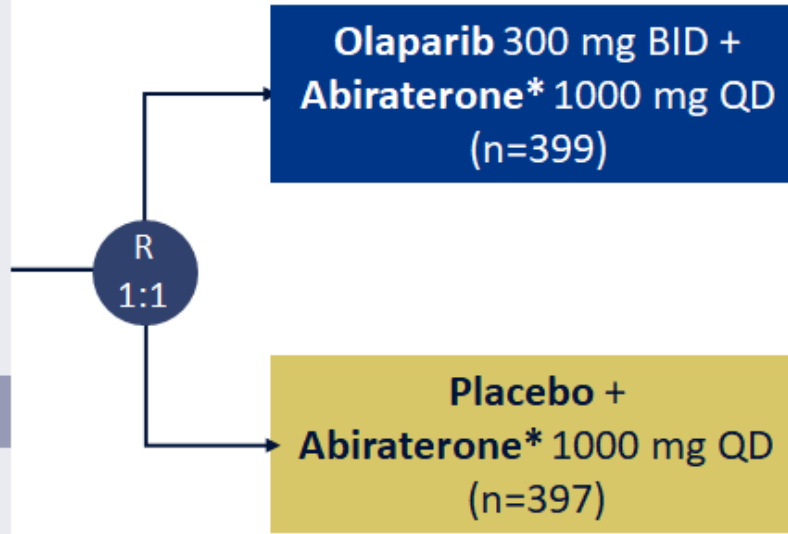 Olaparib 300 mg BID +
Abiraterone* 1000 mg QD
(n=399)
R
1:1
Placebo +
Abiraterone* 1000 mg QD
(n=397)